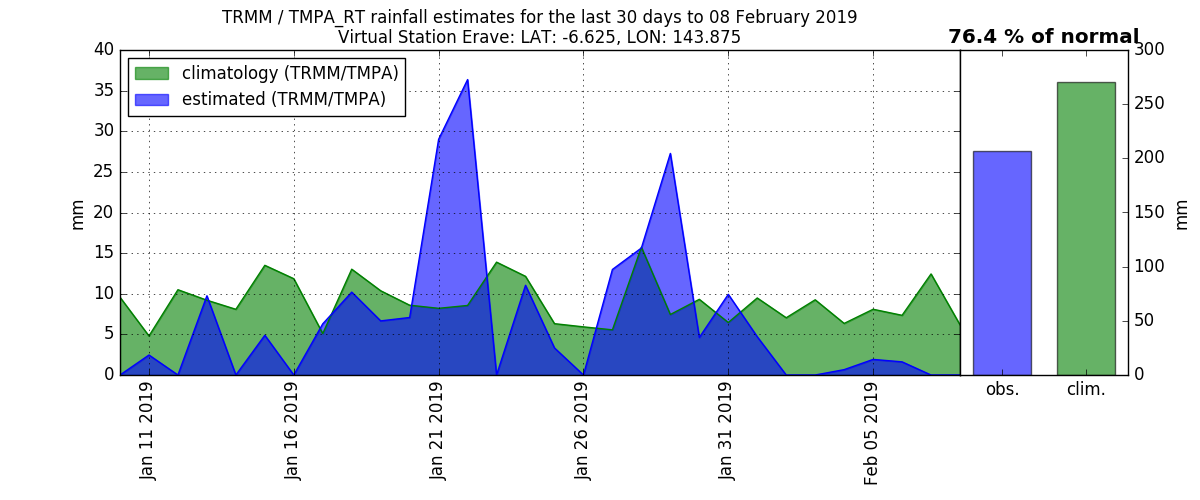 TRMM / TMPA_RT rainfall estimates for the last 30 days to 08 February 2019
Virtual Station Erave: LAT: -6.625, LON: 143.875
76.4 % of normal
climatology (TRMM/TMPA)
estimated (TRMM/TMPA)
mm
40
35
30
25
20
15
10
5
0
Jan 11 2019
Jan 16 2019
Jan 21 2019
Jan 26 2019
Jan 31 2019
Feb 05 2019
300
250
200
150
100
50
0
mm
obs.
clim.